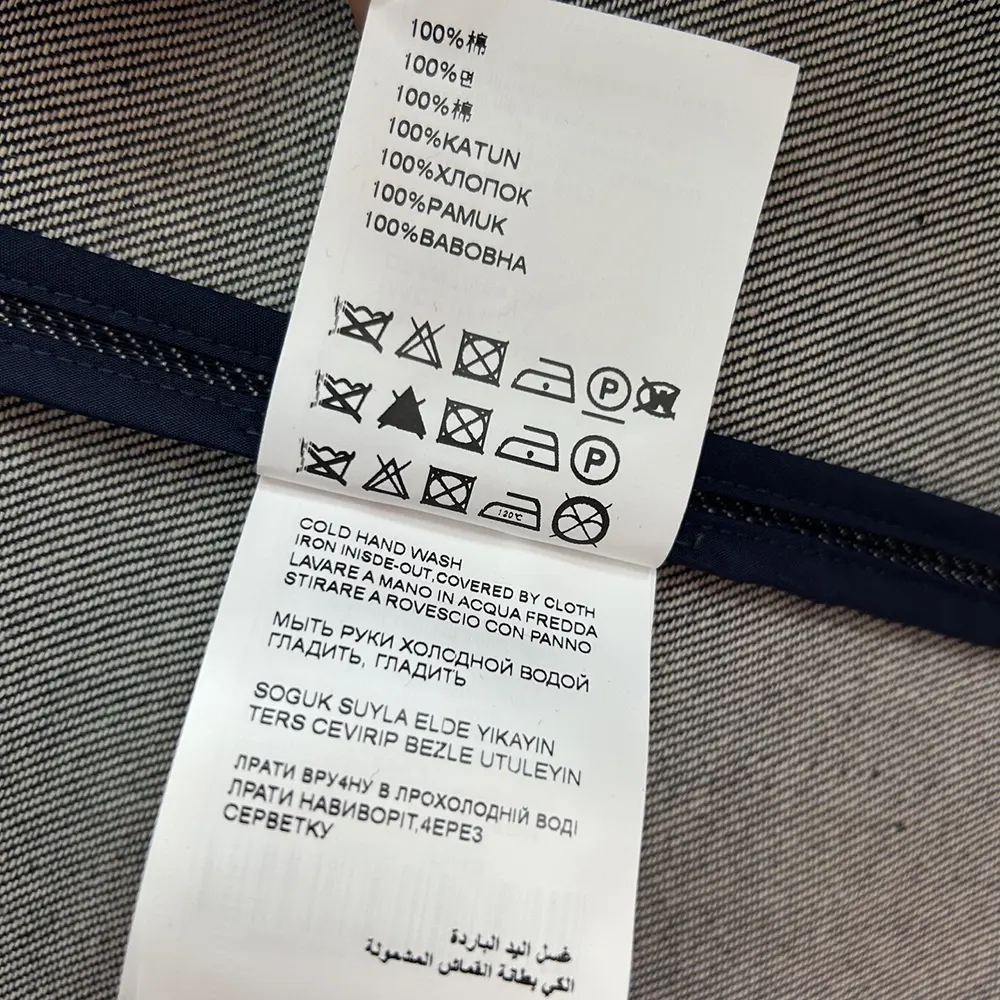 100%棉
100%면
100%棉
100%KATUN
100%ХЛОПОК
100%PAMUK
100%BABOBHA
P W
P
120℃
COLD HAND WASH
IRON INISDE-OUT,COVERED BY CLOTH
LAVARE A MANO IN ACQUA FREDDA
STIRARE A ROVESCIO CON PANNO
МЫТЬ РУКИ ХОЛСДНОЙ ВОДОЙ
ГЛАДИТЬ, ГЛАДИТЬ
SOGUK SUYLA ELDE YIKAYIN
TERS CEVIRIP BEZLE UTULEYIN
ЛРАТИ ВРУ4НУ В ЛРОХОЛОДНІЙ ВОДІ
ЛРАТИ НАВИВОРІТ,4ЕРЕЗ
СЕРВЕТКУ
غسل اليد الباردة
الكي بطانة القماش المشمولة